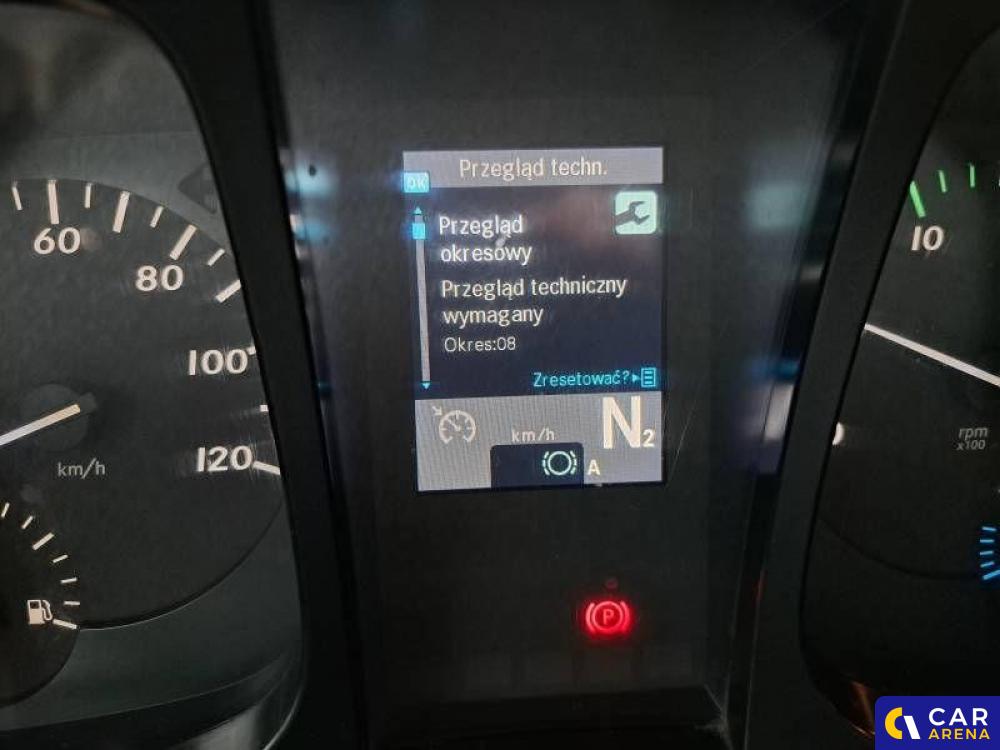 Przegląd techn.
OK
Przegląd
okresowy
Przegląd techniczny
wymagany
Okres:08
Zresetować?
km/h
N2
A
P
60
80
100
120
km/h
10
rpm
x100
CAR
ARENA